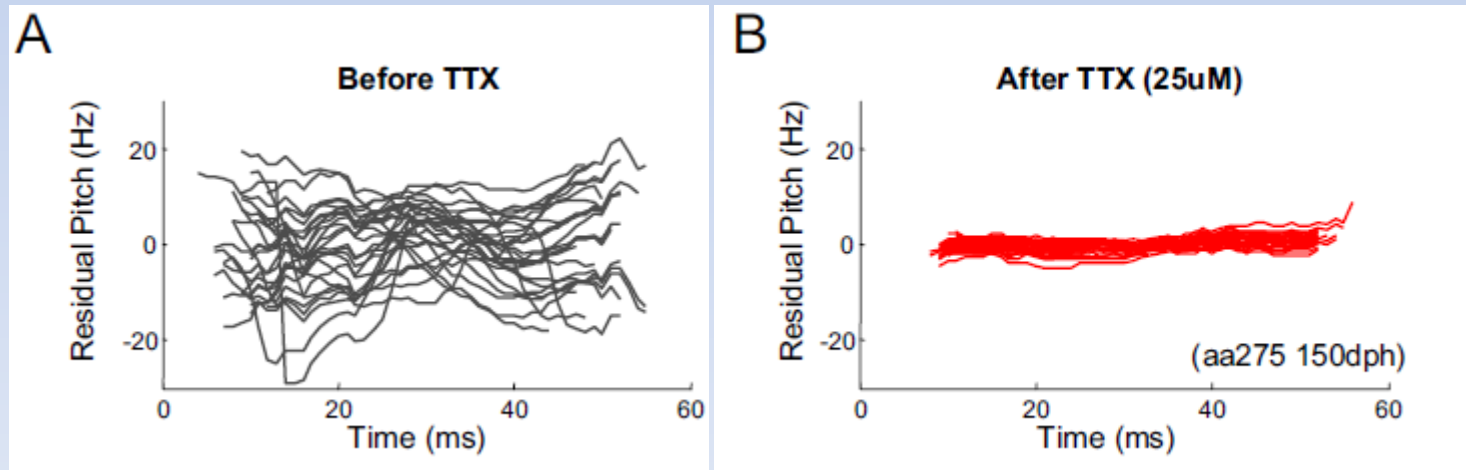 A
Before TTX
Residual Pitch (Hz)
20
0
-20
0 20 40 60
Time (ms)
B
After TTX (25uM)
Residual Pitch (Hz)
20
0
-20
(aa275 150dph)
0 20 40 60
Time (ms)